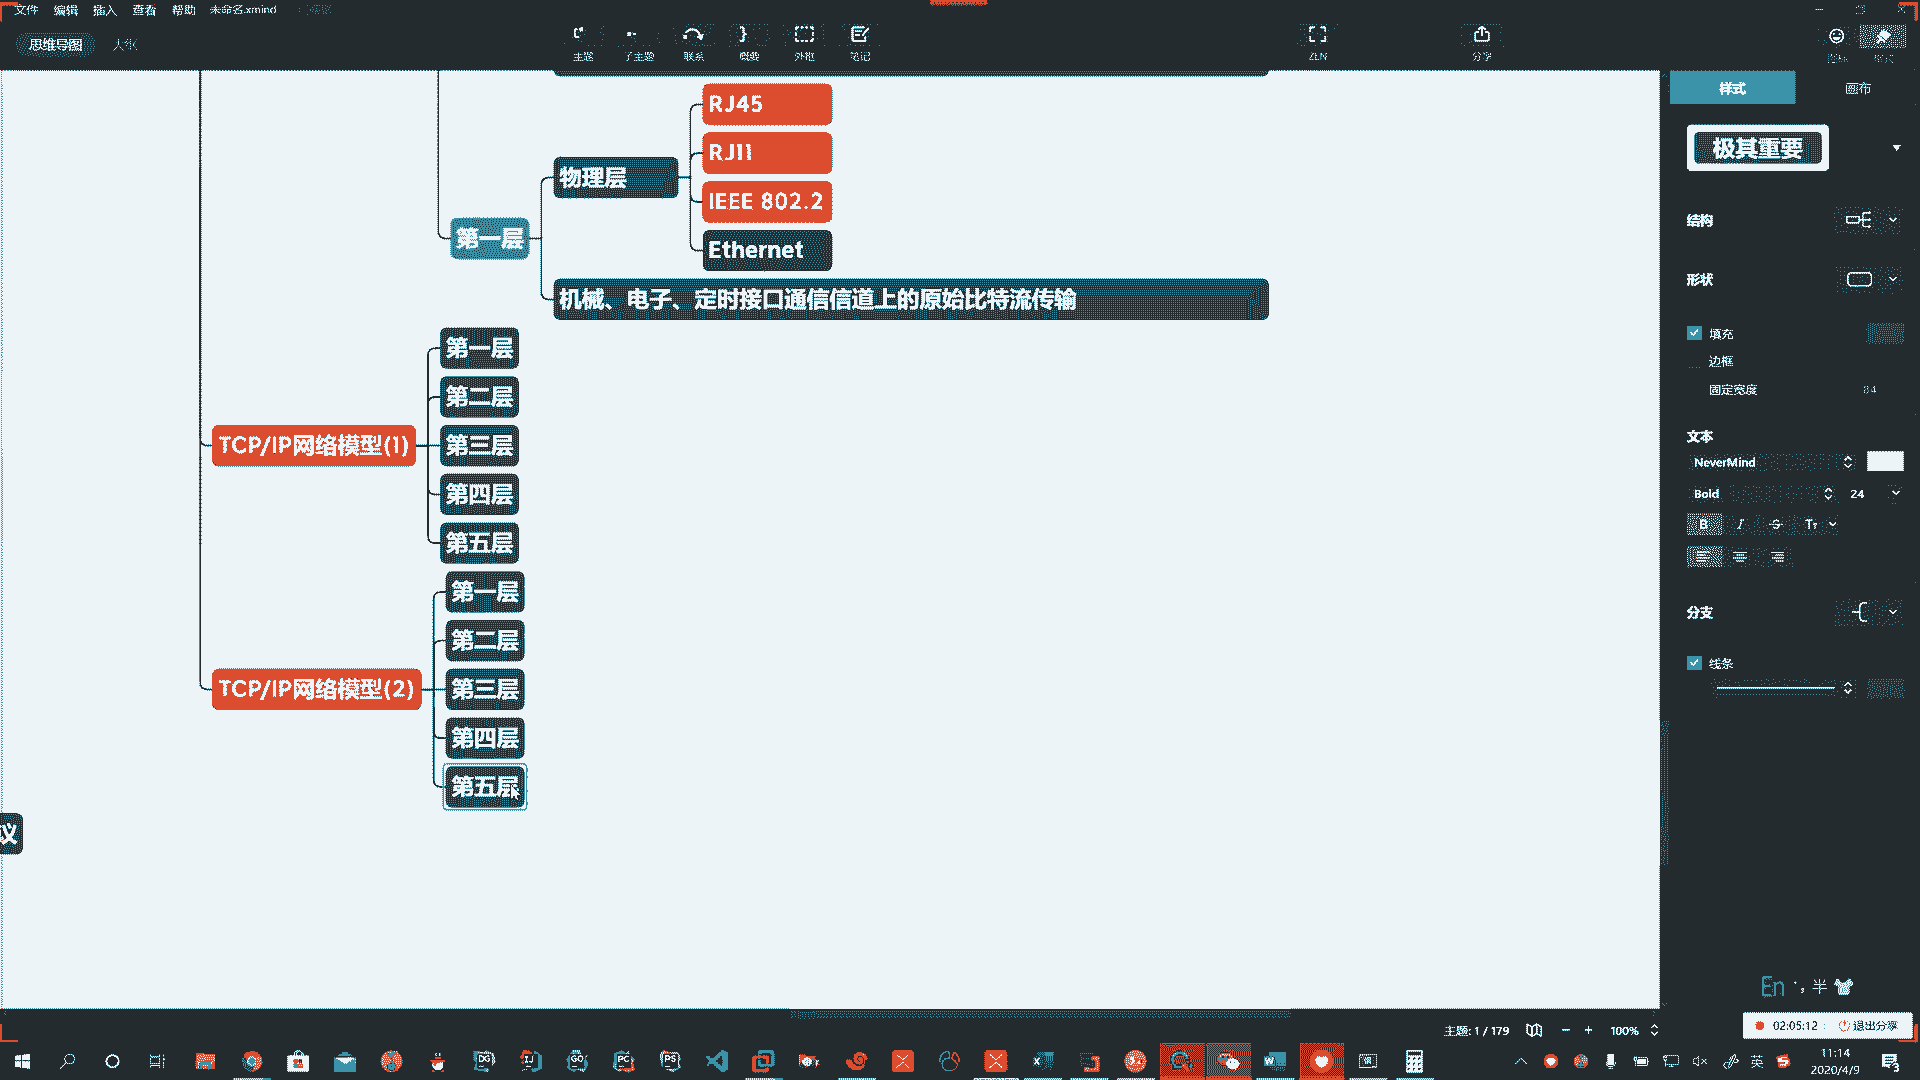 文件 编辑 插入 查看 帮助 未命名.xmind
思维导图 大纲
主题 子主题 联系 概要 外框 笔记 ZEN 分享
样式 画布
极其重要
结构
形状
填充
边框
固定宽度 84
文本
NeverMind
Bold 24
B I S Tт
分支
线条
RJ45
RJ11
物理层
IEEE 802.2
第一层
Ethernet
机械、电子、定时接口通信信道上的原始比特流传输
第一层
第二层
TCP/IP网络模型(1)
第三层
第四层
第五层
第一层
第二层
TCP/IP网络模型(2)
第三层
第四层
第五层
议
En 半
主题: 1 / 179 100%
02:05:12 退出分享
英
11:14
2020/4/9